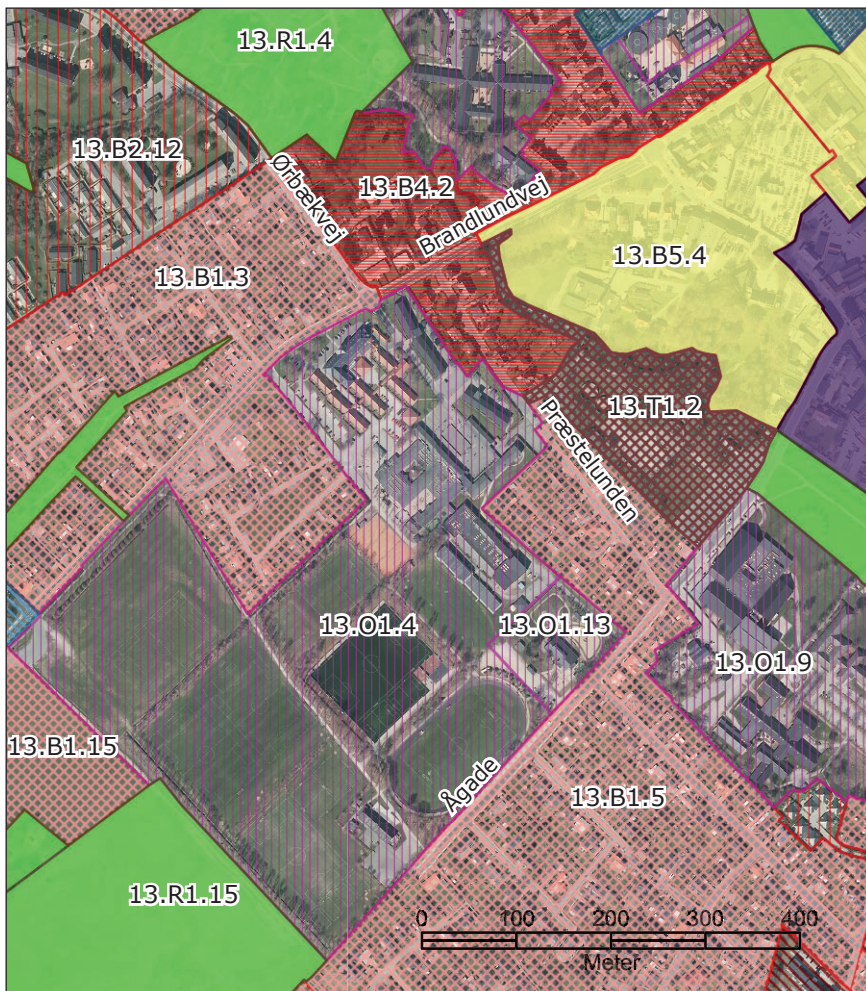 13.R1.4
13.B2.12
Ørbækvej
13.B4.2
Brandlundvej
13.B5.4
13.B1.3
13.T1.2
Præstelunden
13.O1.4
13.O1.13
13.O1.9
13.B1.15
Ågade
13.B1.5
13.R1.15
0 100 200 300 400
Meter